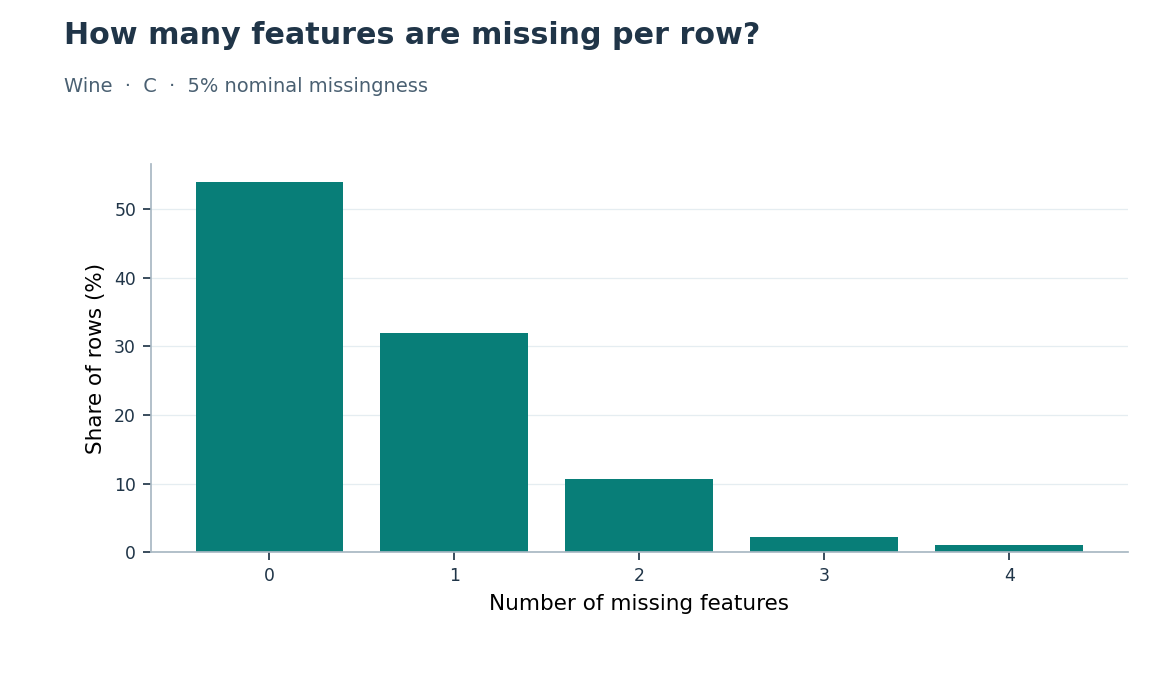 How many features are missing per row?
Wine · C · 5% nominal missingness
Share of rows (%)
50
40
30
20
10
0
0 1 2 3 4
Number of missing features